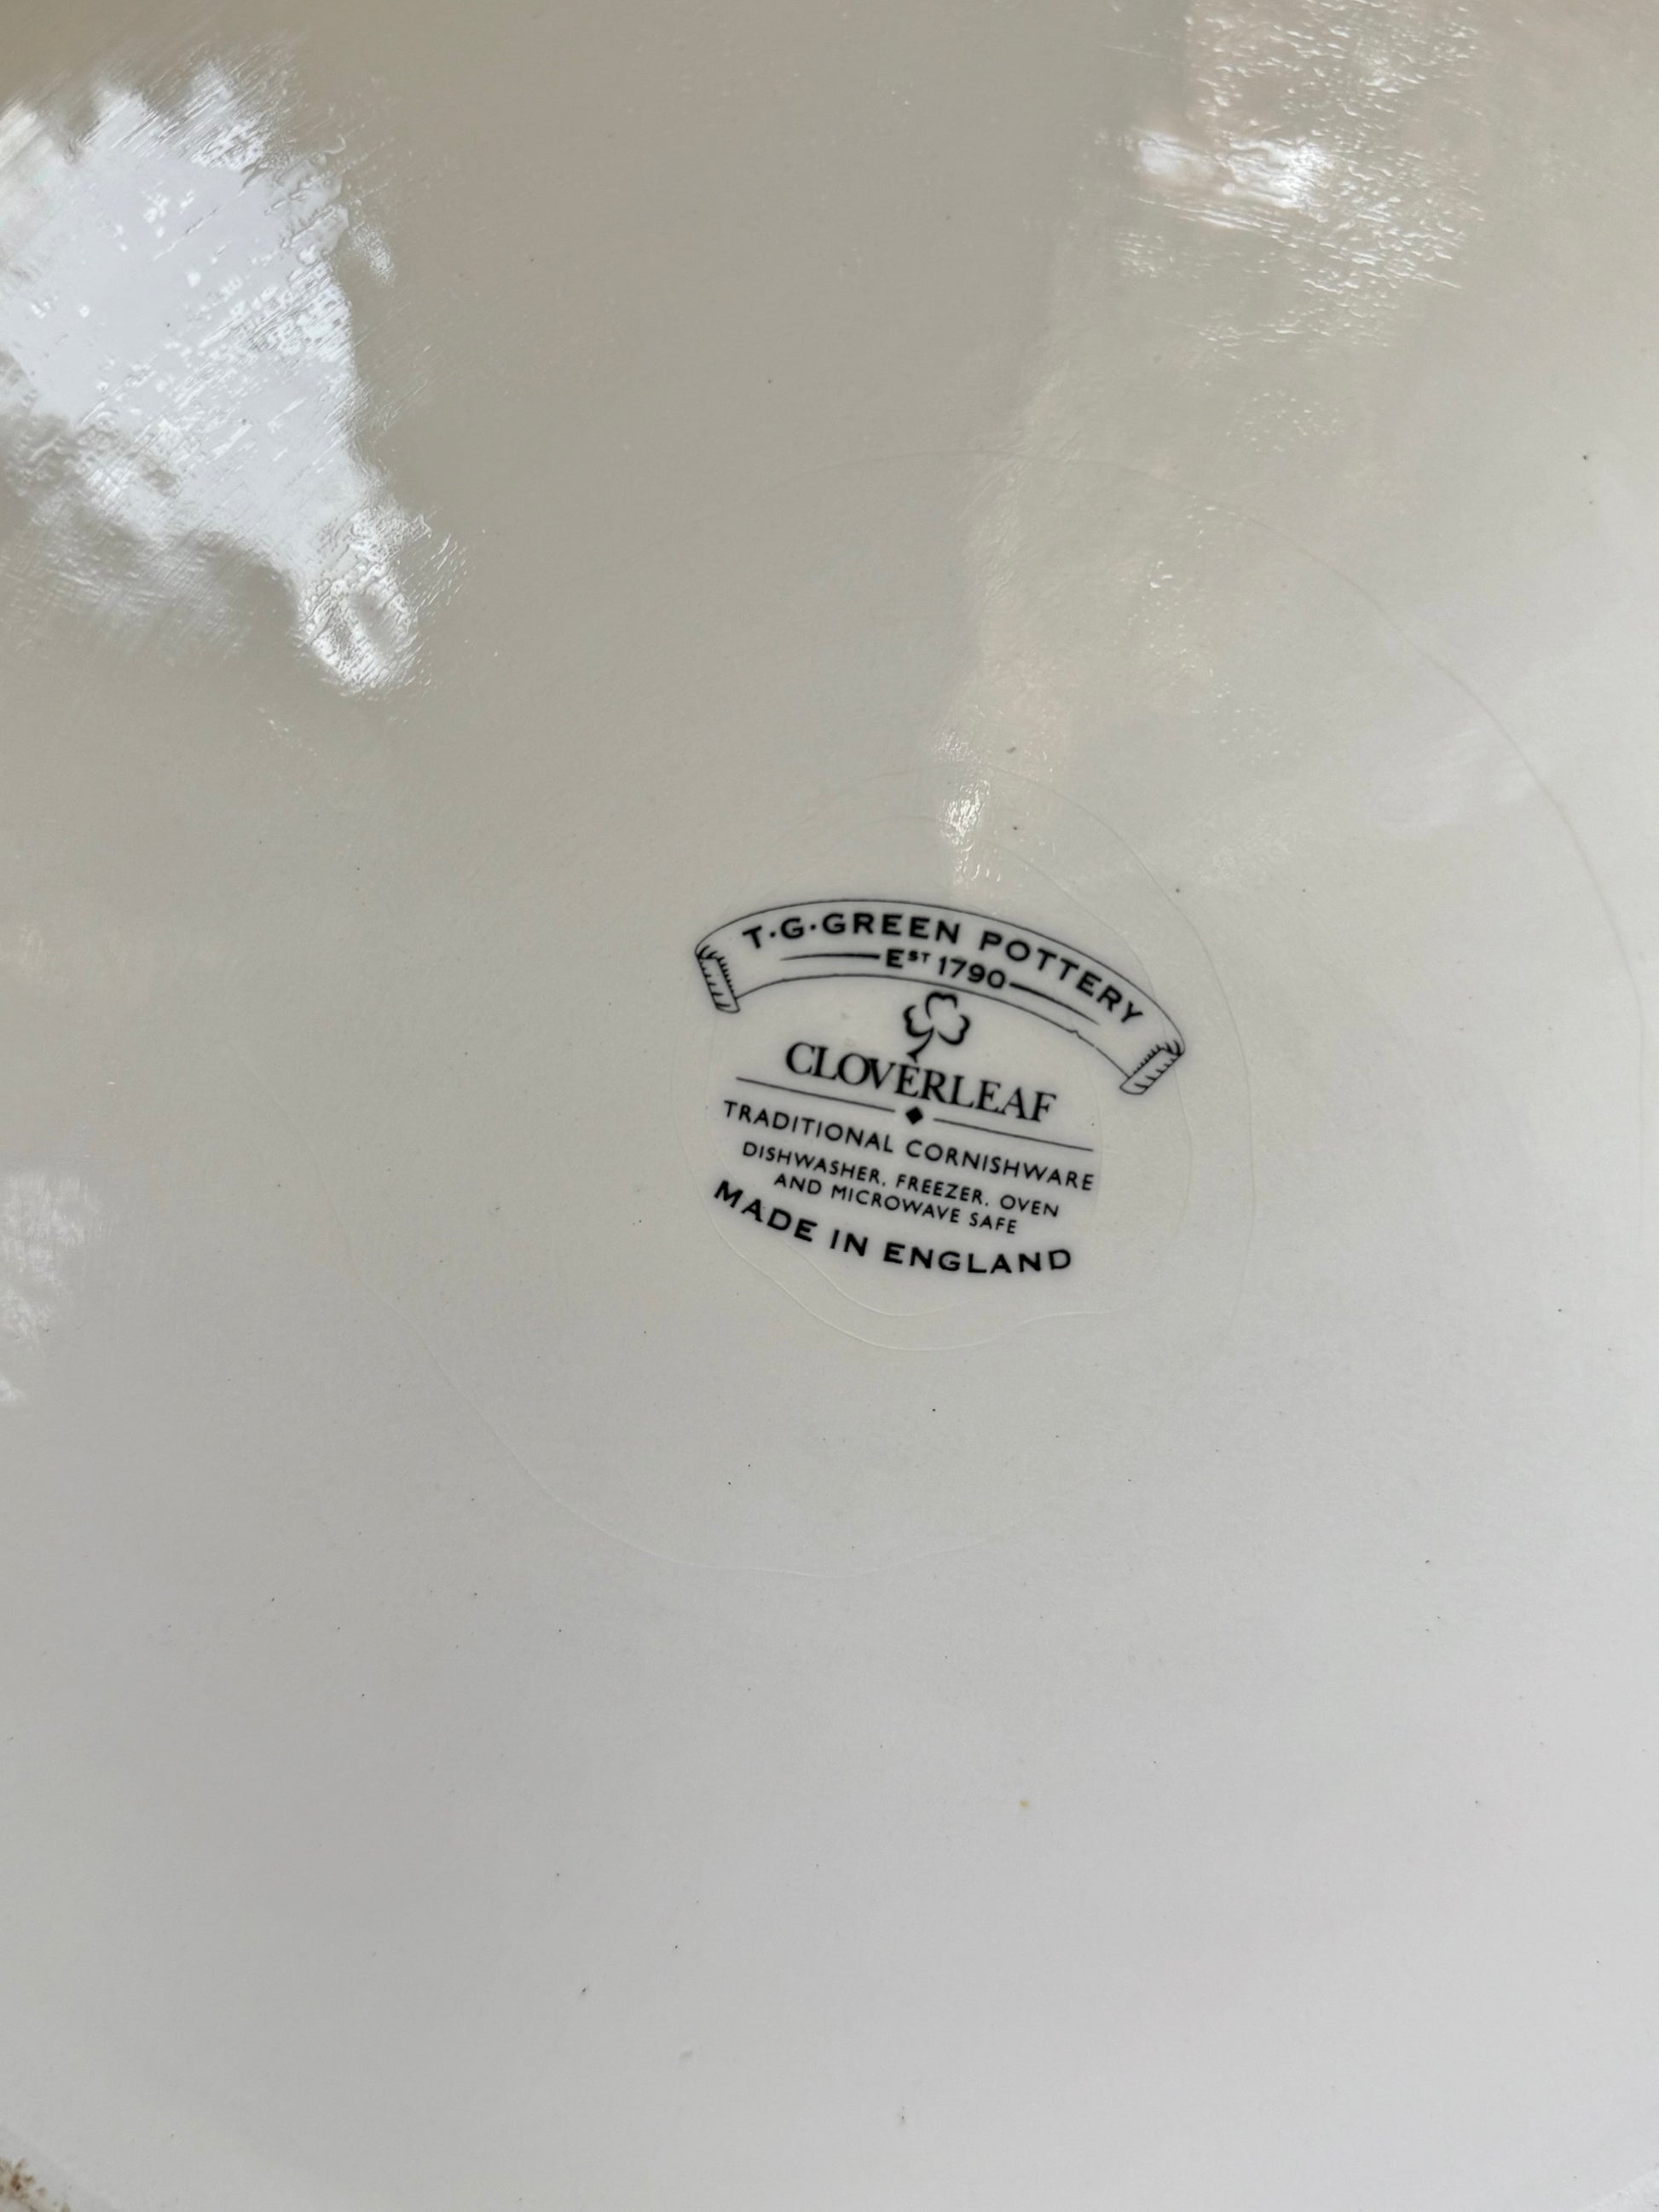 T·G·GREEN POTTERY
EST 1790
CLOVERLEAF
TRADITIONAL CORNISHWARE
DISHWASHER, FREEZER, OVEN
AND MICROWAVE SAFE
MADE IN ENGLAND